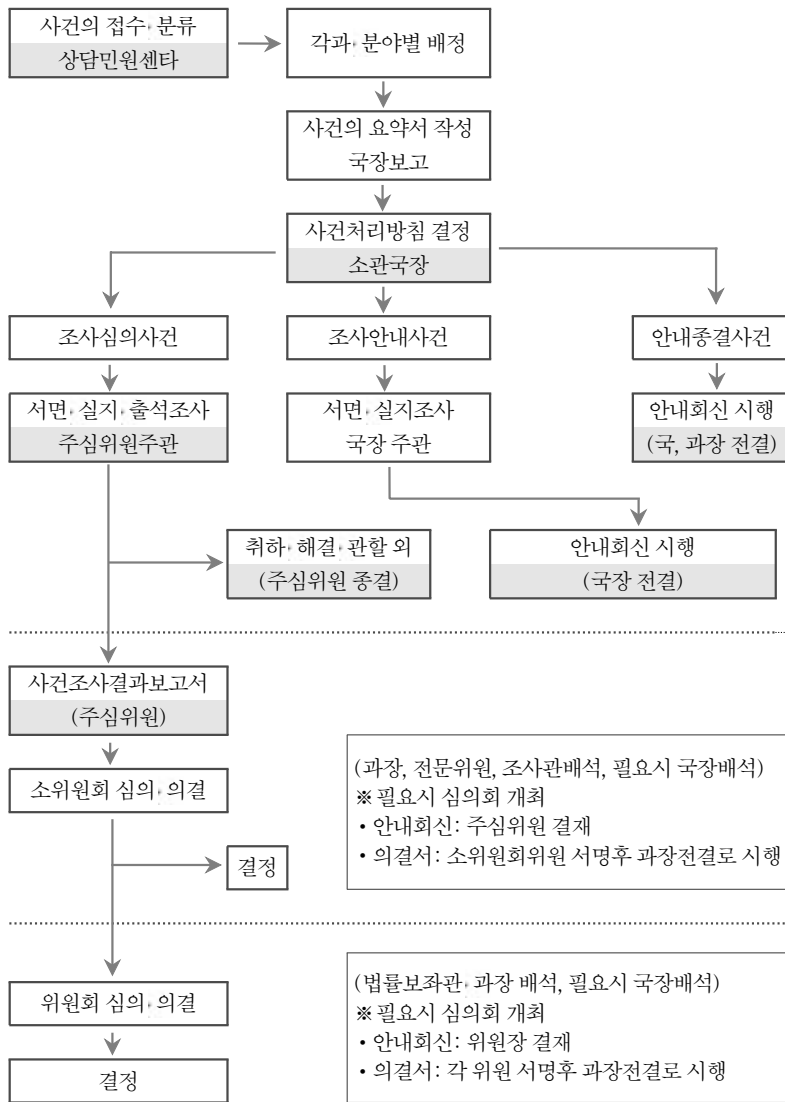 사건의 접수·분류
상담민원센타
각과·분야별 배정
사건의 요약서 작성
국장보고
사건처리방침 결정
소관국장
조사심의사건
조사안내사건
안내종결사건
서면·실지·출석조사
주심위원주관
서면·실지조사
국장 주관
안내회신 시행
(국, 과장 전결)
취하·해결·관할 외
(주심위원 종결)
안내회신 시행
(국장 전결)
사건조사결과보고서
(주심위원)
소위원회 심의·의결
(과장, 전문위원, 조사관배석, 필요시 국장배석)
※ 필요시 심의회 개최
• 안내회신: 주심위원 결재
• 의결서: 소위원회위원 서명후 과장전결로 시행
결정
위원회 심의·의결
결정
(법률보좌관·과장 배석, 필요시 국장배석)
※ 필요시 심의회 개최
• 안내회신: 위원장 결재
• 의결서: 각 위원 서명후 과장전결로 시행